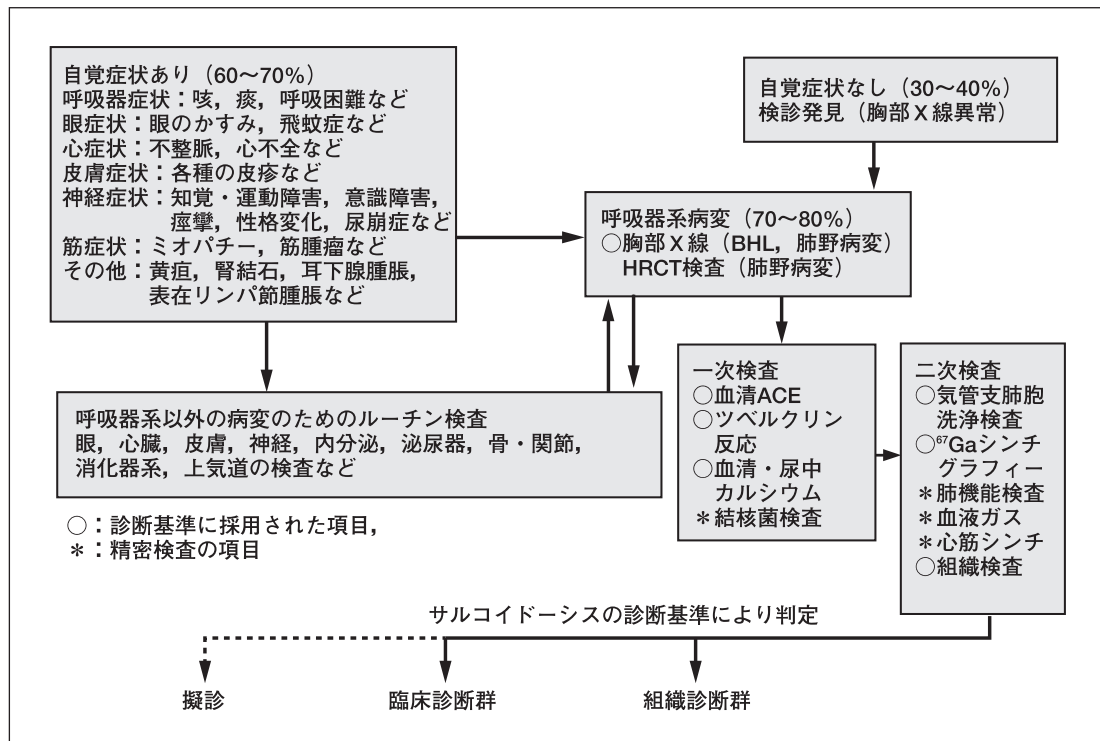 自覚症状あり（60〜70%）
呼吸器症状：咳，痰，呼吸困難など
眼症状：眼のかすみ，飛蚊症など
心症状：不整脈，心不全など
皮膚症状：各種の皮疹など
神経症状：知覚・運動障害，意識障害，
痙攣，性格変化，尿崩症など
筋症状：ミオパチー，筋腫瘤など
その他：黄疸，腎結石，耳下腺腫脹，
表在リンパ節腫脹など
自覚症状なし（30〜40%）
検診発見（胸部X線異常）
呼吸器系病変（70〜80%）
○胸部X線（BHL，肺野病変）
HRCT検査（肺野病変）
呼吸器系以外の病変のためのルーチン検査
眼，心臓，皮膚，神経，内分泌，泌尿器，骨・関節，
消化器系，上気道の検査など
一次検査
○血清ACE
○ツベルクリン
反応
○血清・尿中
カルシウム
＊結核菌検査
二次検査
○気管支肺胞
洗浄検査
○⁶⁷Gaシンチ
グラフィー
＊肺機能検査
＊血液ガス
＊心筋シンチ
○組織検査
○：診断基準に採用された項目，
＊：精密検査の項目
サルコイドーシスの診断基準により判定
擬診
臨床診断群
組織診断群